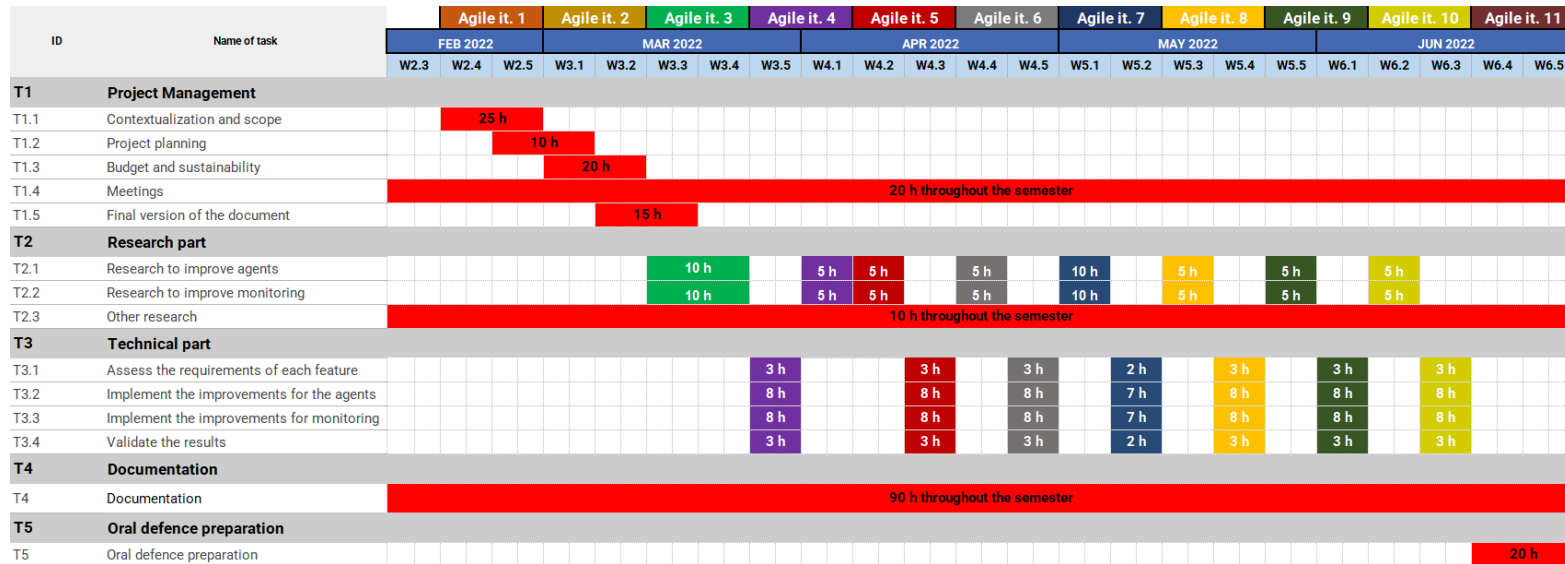 Agile it. 1 Agile it. 2 Agile it. 3 Agile it. 4 Agile it. 5 Agile it. 6 Agile it. 7 Agile it. 8 Agile it. 9 Agile it. 10 Agile it. 11
ID Name of task FEB 2022 MAR 2022 APR 2022 MAY 2022 JUN 2022
W2.3 W2.4 W2.5 W3.1 W3.2 W3.3 W3.4 W3.5 W4.1 W4.2 W4.3 W4.4 W4.5 W5.1 W5.2 W5.3 W5.4 W5.5 W6.1 W6.2 W6.3 W6.4 W6.5
T1 Project Management
T1.1 Contextualization and scope 25 h
T1.2 Project planning 10 h
T1.3 Budget and sustainability 20 h
T1.4 Meetings 20 h throughout the semester
T1.5 Final version of the document 15 h
T2 Research part
T2.1 Research to improve agents 10 h 5 h 5 h 5 h 10 h 5 h 5 h 5 h
T2.2 Research to improve monitoring 10 h 5 h 5 h 5 h 10 h 5 h 5 h 5 h
T2.3 Other research 10 h throughout the semester
T3 Technical part
T3.1 Assess the requirements of each feature 3 h 3 h 3 h 2 h 3 h 3 h 3 h
T3.2 Implement the improvements for the agents 8 h 8 h 8 h 7 h 8 h 8 h 8 h
T3.3 Implement the improvements for monitoring 8 h 8 h 8 h 7 h 8 h 8 h 8 h
T3.4 Validate the results 3 h 3 h 3 h 2 h 3 h 3 h 3 h
T4 Documentation
T4 Documentation 90 h throughout the semester
T5 Oral defence preparation
T5 Oral defence preparation 20 h